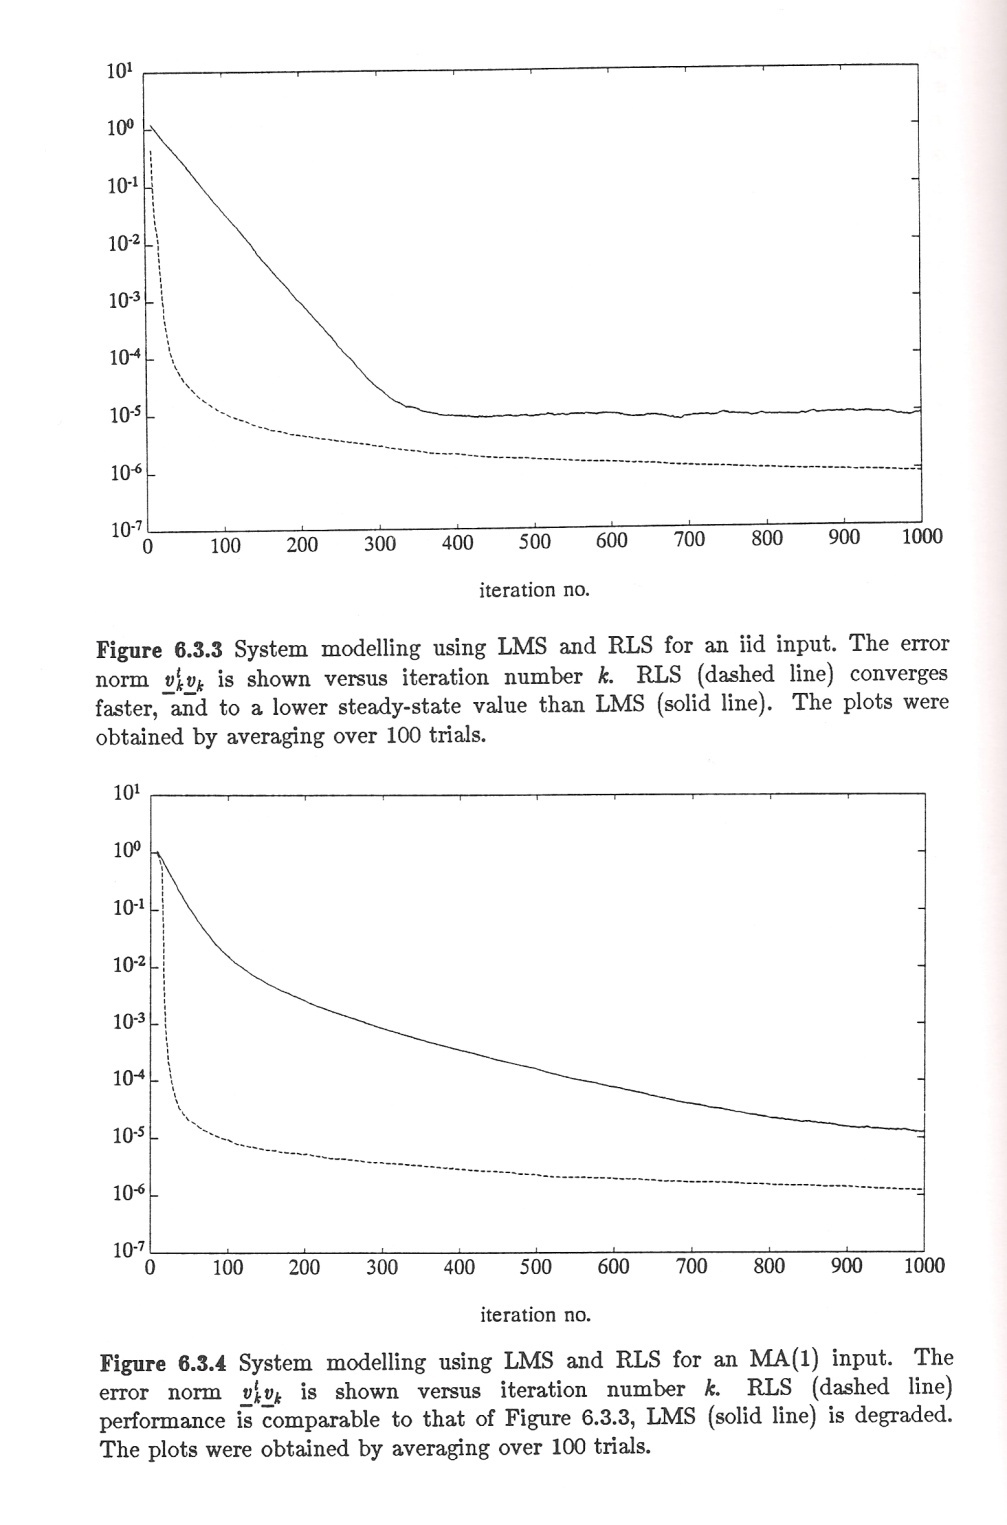 10¹
10⁰
10⁻¹
10⁻²
10⁻³
10⁻⁴
10⁻⁵
10⁻⁶
10⁻⁷
0 100 200 300 400 500 600 700 800 900 1000
iteration no.
Figure 6.3.3 System modelling using LMS and RLS for an iid input. The error
norm v̲ₖᵗv̲ₖ is shown versus iteration number k. RLS (dashed line) converges
faster, and to a lower steady-state value than LMS (solid line). The plots were
obtained by averaging over 100 trials.
10¹
10⁰
10⁻¹
10⁻²
10⁻³
10⁻⁴
10⁻⁵
10⁻⁶
10⁻⁷
0 100 200 300 400 500 600 700 800 900 1000
iteration no.
Figure 6.3.4 System modelling using LMS and RLS for an MA(1) input. The
error norm v̲ₖᵗv̲ₖ is shown versus iteration number k. RLS (dashed line)
performance is comparable to that of Figure 6.3.3, LMS (solid line) is degraded.
The plots were obtained by averaging over 100 trials.